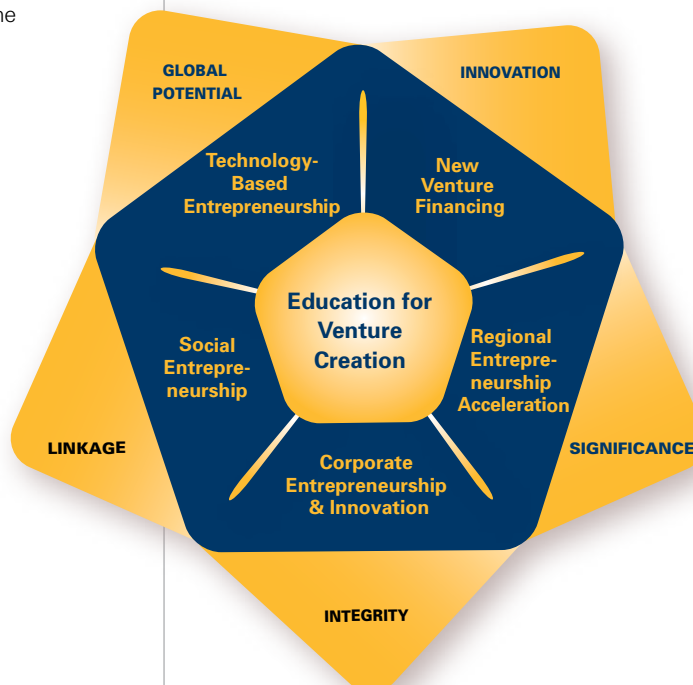 ne
GLOBAL
POTENTIAL
INNOVATION
Technology-
Based
Entrepreneurship
New
Venture
Financing
Education for
Venture
Creation
Social
Entrepre-
neurship
Regional
Entrepre-
neurship
Acceleration
LINKAGE
SIGNIFICANCE
Corporate
Entrepreneurship
& Innovation
INTEGRITY